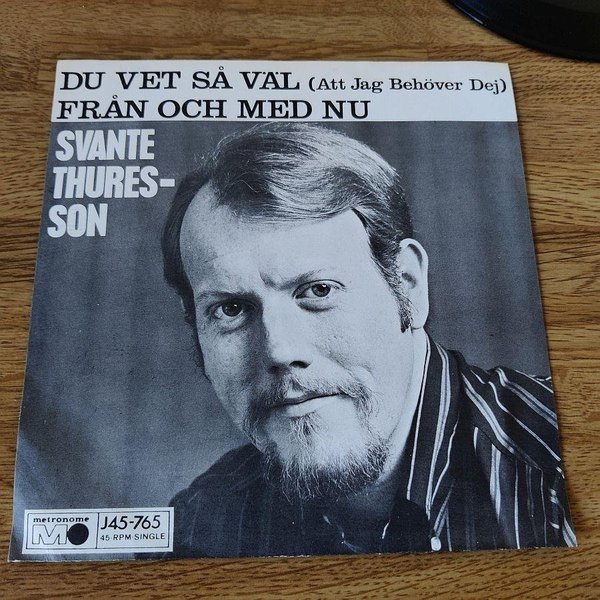 DU VET SÅ VÄL (Att Jag Behöver Dej)
FRÅN OCH MED NU
SVANTE
THURES-
SON
metronome
M
J45-765
45 RPM-SINGLE